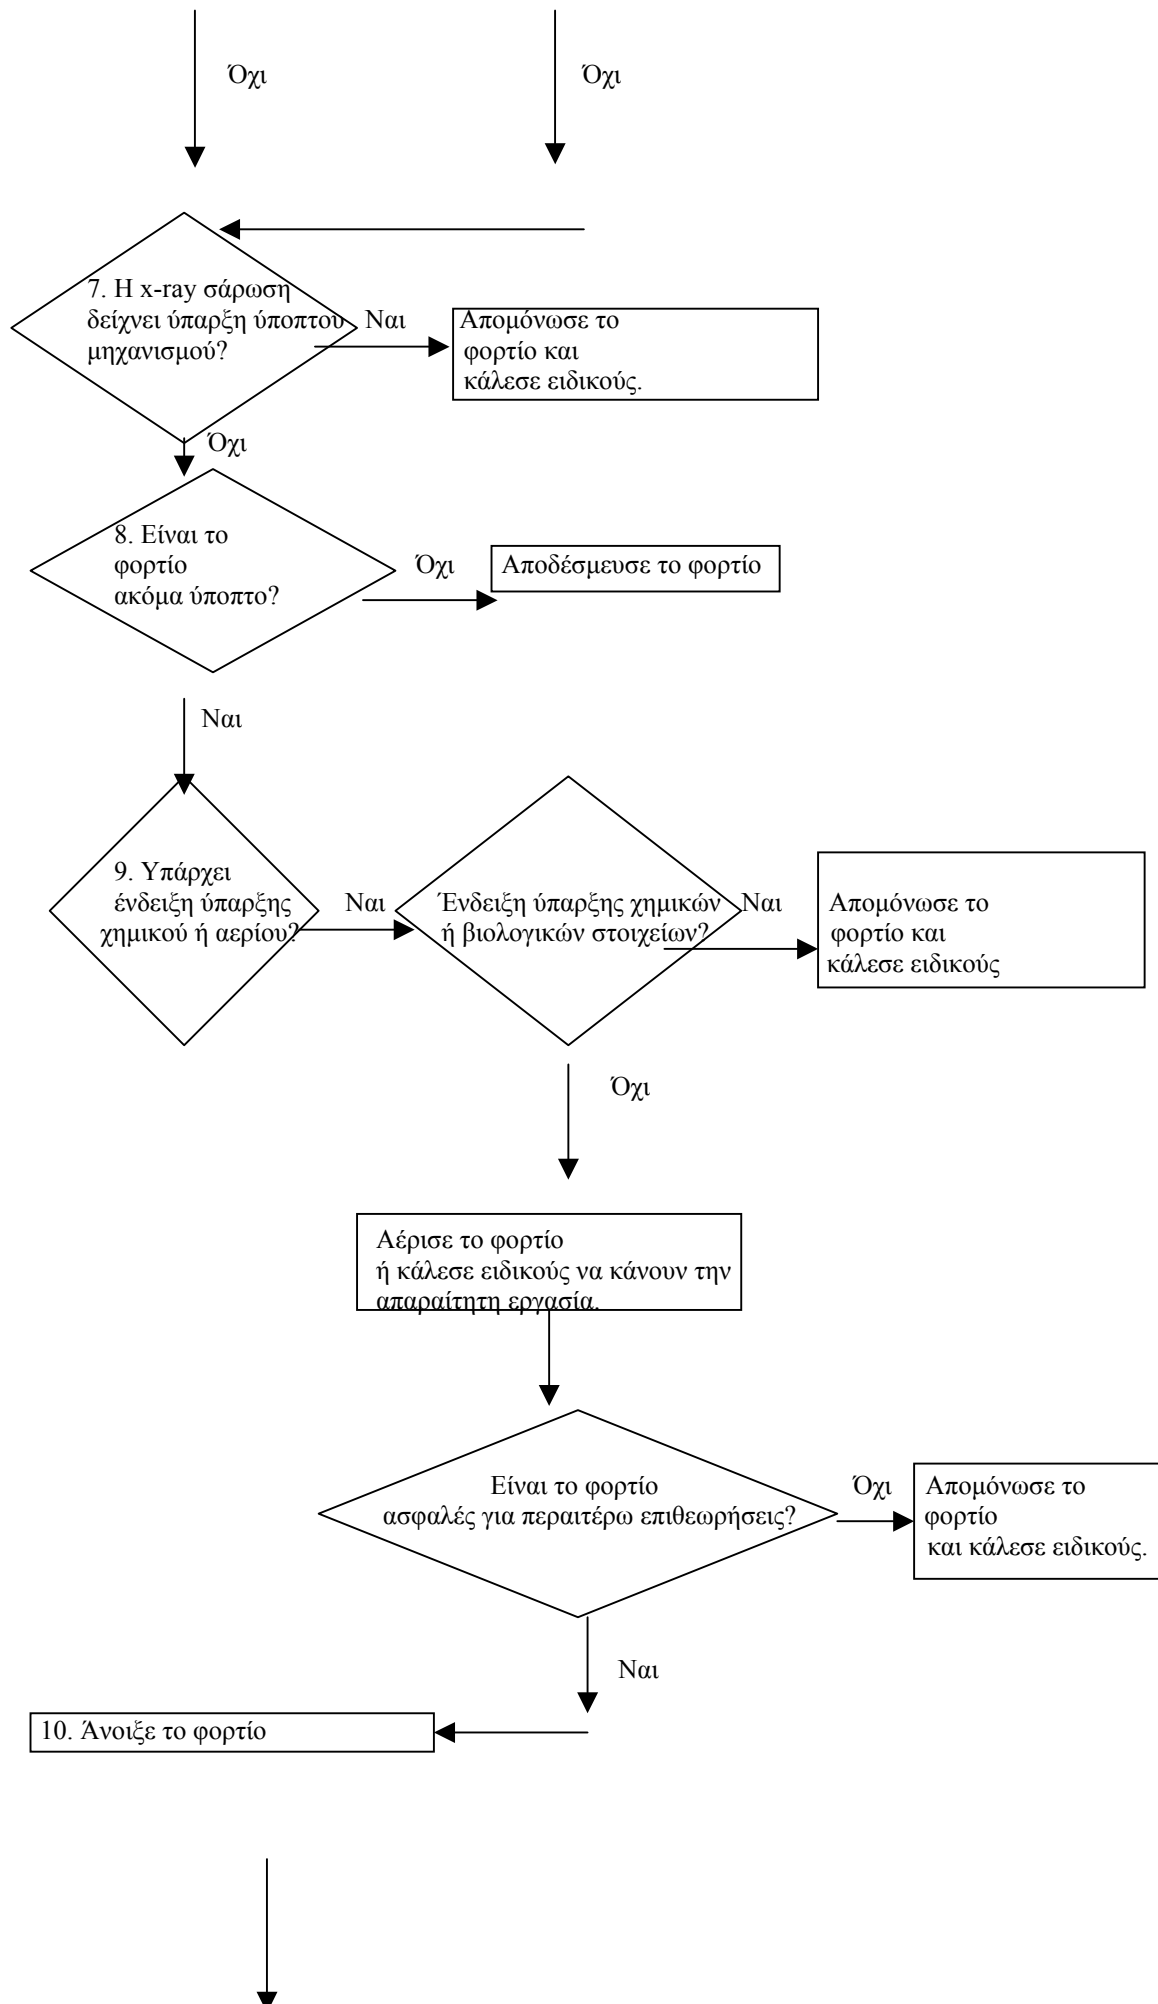 Όχι
Όχι
7. Η x-ray σάρωση
δείχνει ύπαρξη ύποπτου
μηχανισμού?
Ναι
Απομόνωσε το
φορτίο και
κάλεσε ειδικούς.
Όχι
8. Είναι το
φορτίο
ακόμα ύποπτο?
Όχι
Αποδέσμευσε το φορτίο
Ναι
9. Υπάρχει
ένδειξη ύπαρξης
χημικού ή αερίου?
Ναι
Ένδειξη ύπαρξης χημικών
ή βιολογικών στοιχείων?
Ναι
Απομόνωσε το
φορτίο και
κάλεσε ειδικούς
Όχι
Αέρισε το φορτίο
ή κάλεσε ειδικούς να κάνουν την
απαραίτητη εργασία.
Είναι το φορτίο
ασφαλές για περαιτέρω επιθεωρήσεις?
Όχι
Απομόνωσε το
φορτίο
και κάλεσε ειδικούς.
Ναι
10. Άνοιξε το φορτίο